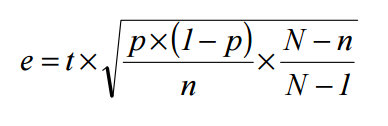 e = t × √(p×(1−p)/n × (N−n)/(N−1))